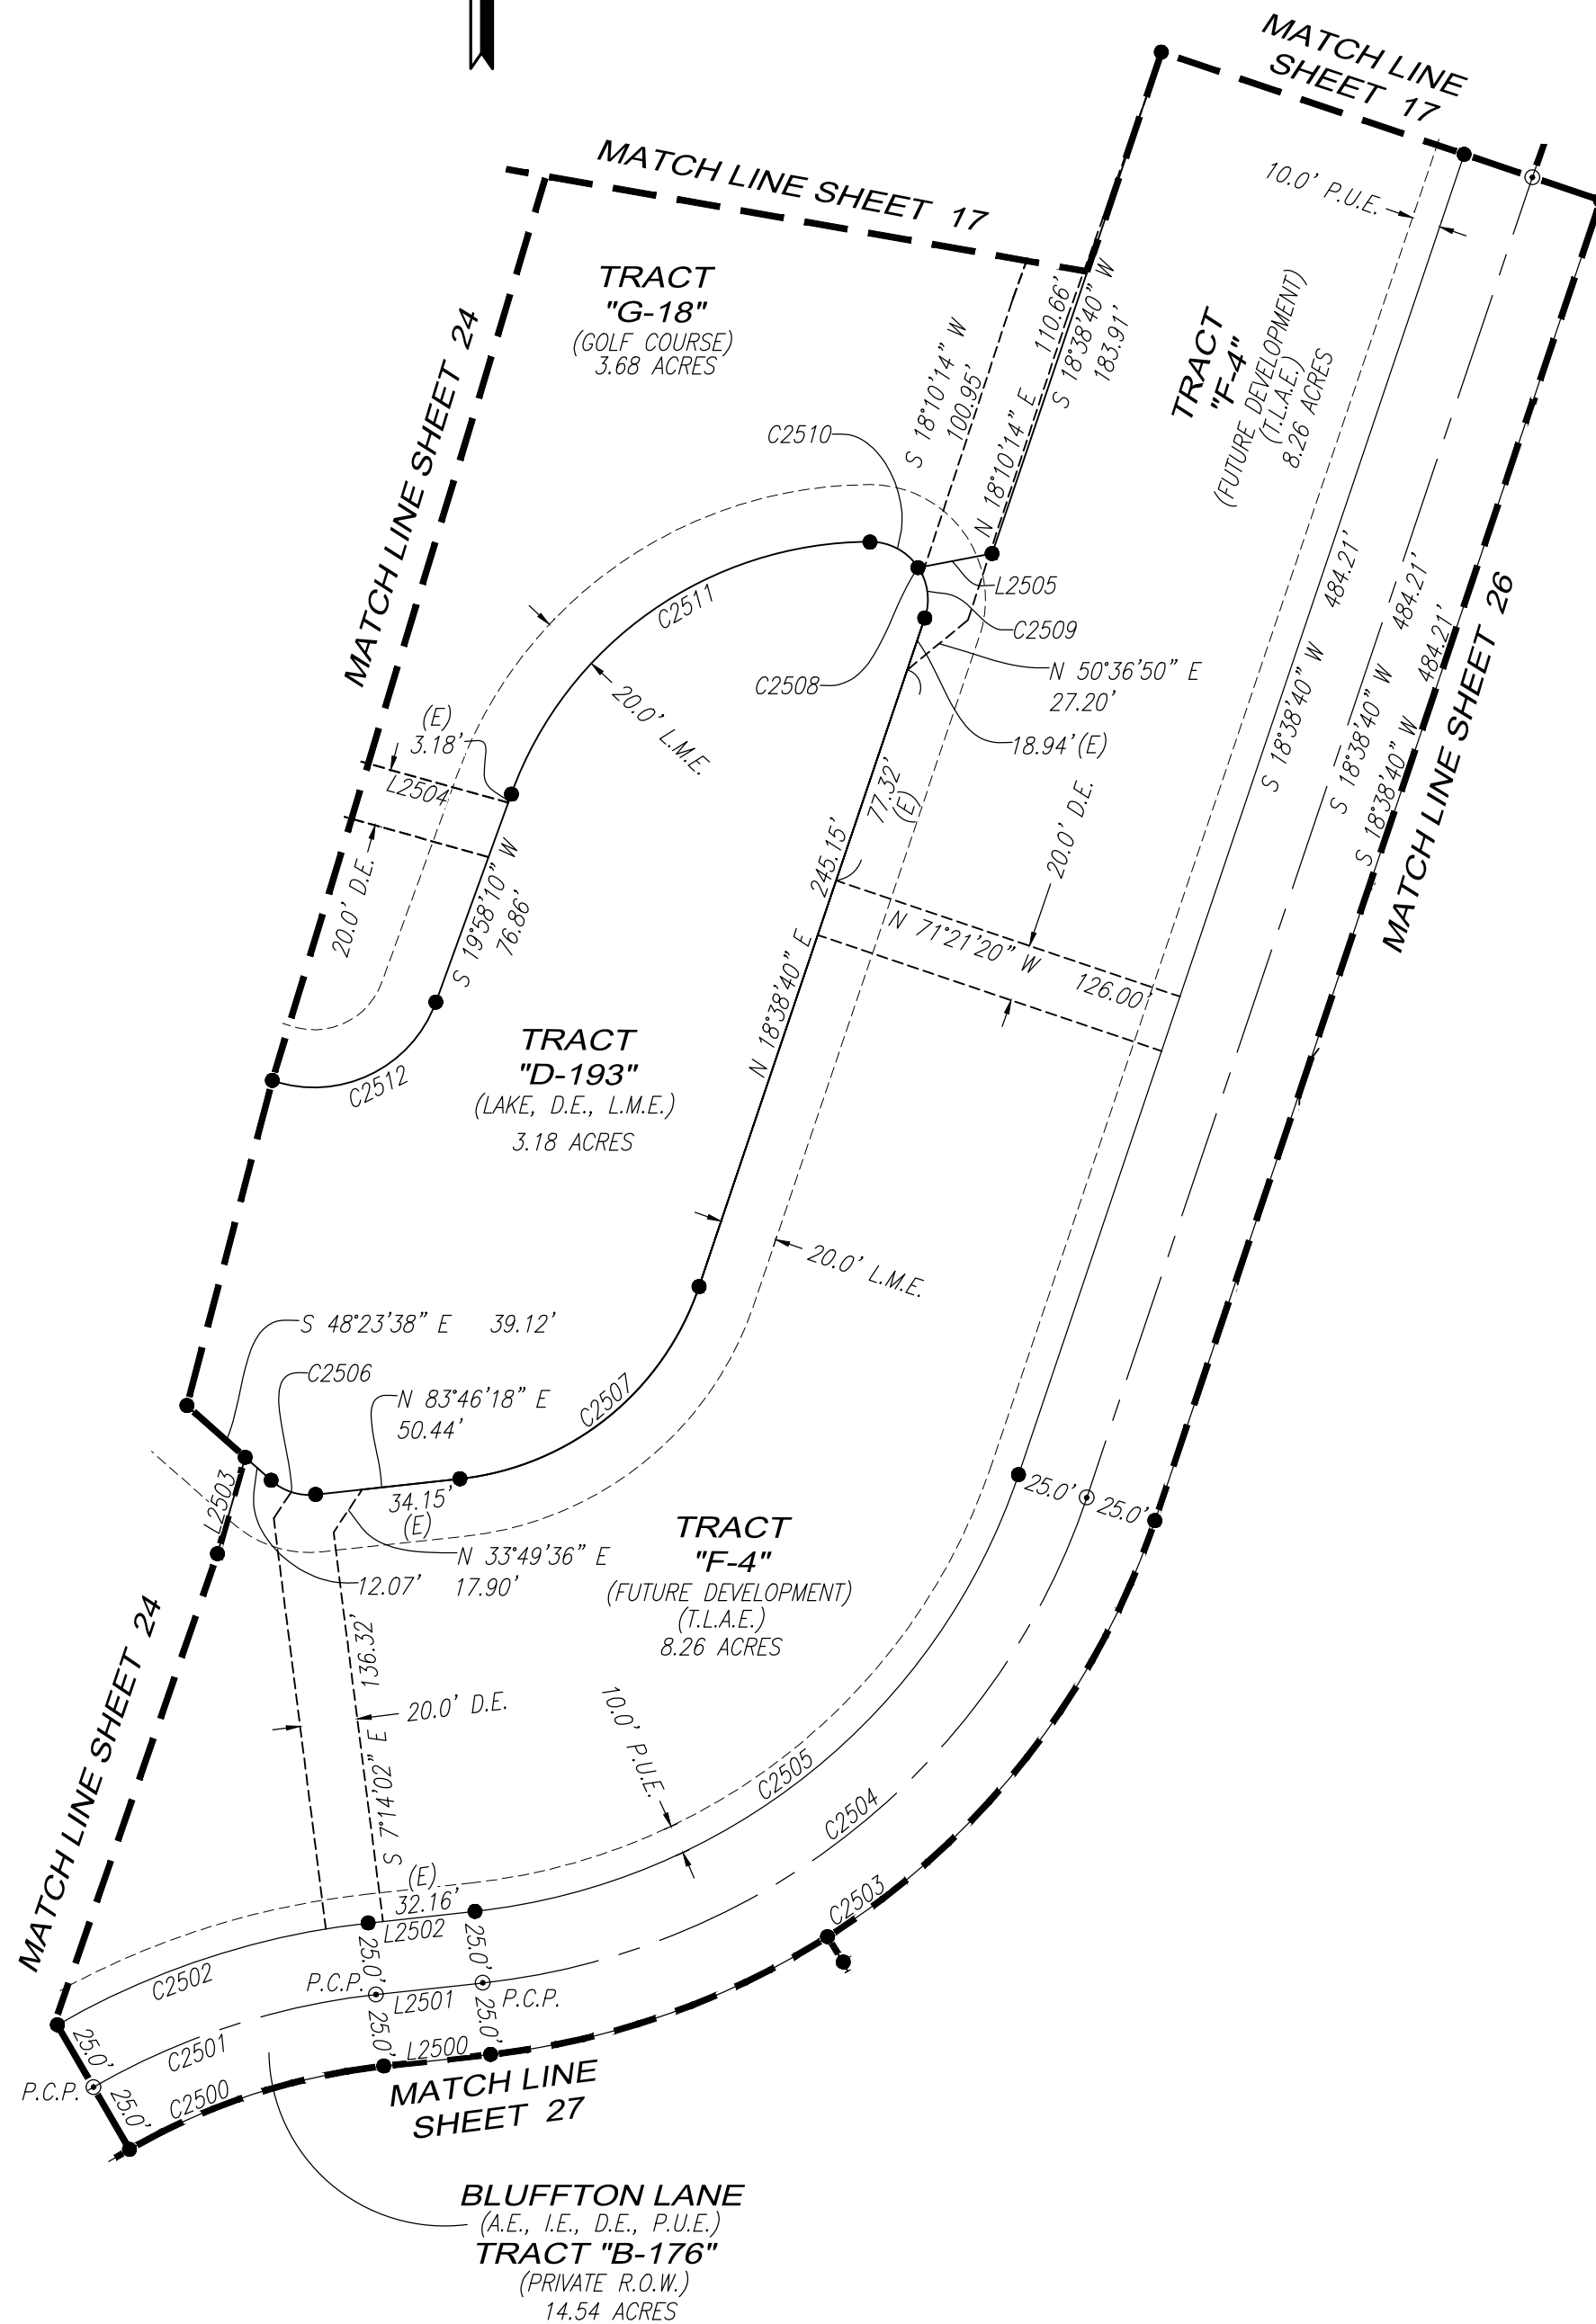 MATCH LINE
SHEET 17
MATCH LINE SHEET 17
10.0' P.U.E.
TRACT
"G-18"
(GOLF COURSE)
3.68 ACRES
MATCH LINE SHEET 24
S 18°10'14" W
100.95'
110.66'
N 18°10'14" E
S 18°38'40" W
183.91'
TRACT
"F-4"
(FUTURE DEVELOPMENT)
(T.L.A.E.)
8.26 ACRES
C2510
C2511
L2505
C2509
C2508
N 50°36'50" E
27.20'
18.94'(E)
20.0' L.M.E.
(E)
3.18'
L2504
20.0' D.E.
S 19°58'10" W
76.86'
77.32'
(E)
245.15'
N 18°38'40" E
20.0' D.E.
N 71°21'20" W 126.00'
S 18°38'40" W 484.21'
S 18°38'40" W 484.21'
S 18°38'40" W 484.21'
MATCH LINE SHEET 26
TRACT
"D-193"
(LAKE, D.E., L.M.E.)
3.18 ACRES
C2512
20.0' L.M.E.
S 48°23'38" E 39.12'
C2506
N 83°46'18" E
50.44'
C2507
L2503
34.15'
(E)
N 33°49'36" E
17.90'
12.07'
25.0'
25.0'
TRACT
"F-4"
(FUTURE DEVELOPMENT)
(T.L.A.E.)
8.26 ACRES
MATCH LINE SHEET 24
136.32'
S 7°14'02" E
20.0' D.E.
10.0' P.U.E.
C2505
C2504
C2503
(E)
32.16'
L2502
C2502
25.0'
25.0'
P.C.P.
L2501
P.C.P.
25.0'
25.0'
L2500
C2501
25.0'
P.C.P.
25.0'
C2500
MATCH LINE
SHEET 27
BLUFFTON LANE
(A.E., I.E., D.E., P.U.E.)
TRACT "B-176"
(PRIVATE R.O.W.)
14.54 ACRES